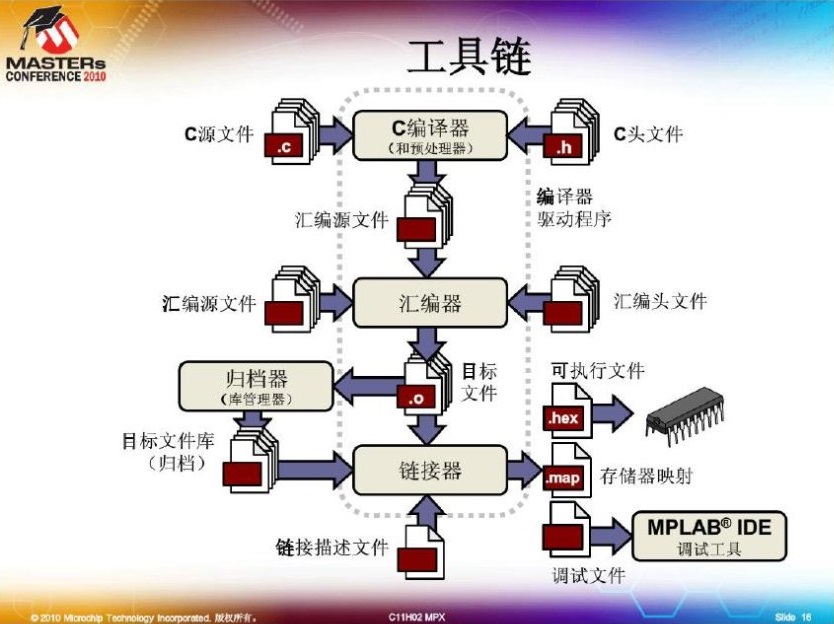 MASTERs
CONFERENCE 2010
工具链
C源文件
.c
C编译器
（和预处理器）
.h
C头文件
汇编源文件
编译器
驱动程序
汇编源文件
汇编器
汇编头文件
归档器
（库管理器）
.o
目标
文件
可执行文件
.hex
目标文件库
（归档）
链接器
.map
存储器映射
链接描述文件
MPLAB® IDE
调试工具
调试文件
© 2010 Microchip Technology Incorporated. 版权所有。
C11H02 MPX
Slide 16